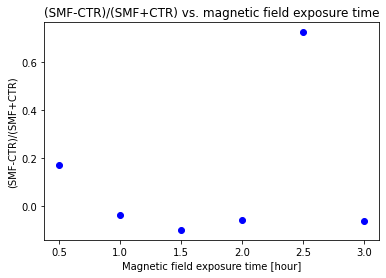 (SMF-CTR)/(SMF+CTR) vs. magnetic field exposure time
(SMF-CTR)/(SMF+CTR)
0.6
0.4
0.2
0.0
0.5 1.0 1.5 2.0 2.5 3.0
Magnetic field exposure time [hour]